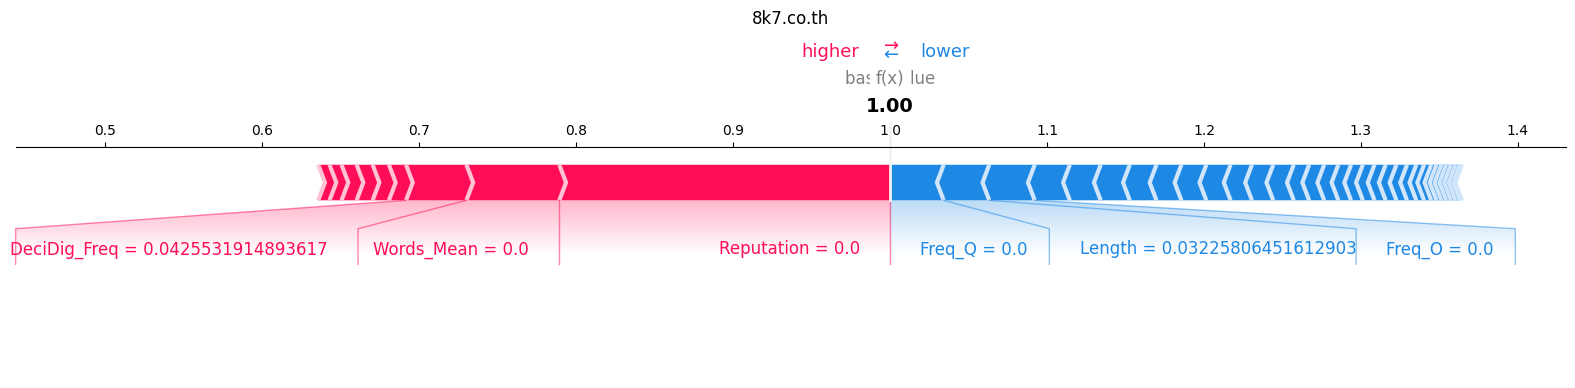 8k7.co.th
higher ⇄ lower
bas f(x) lue
1.00
0.5 0.6 0.7 0.8 0.9 1.0 1.1 1.2 1.3 1.4
DeciDig_Freq = 0.0425531914893617 Words_Mean = 0.0 Reputation = 0.0 Freq_Q = 0.0 Length = 0.03225806451612903 Freq_O = 0.0